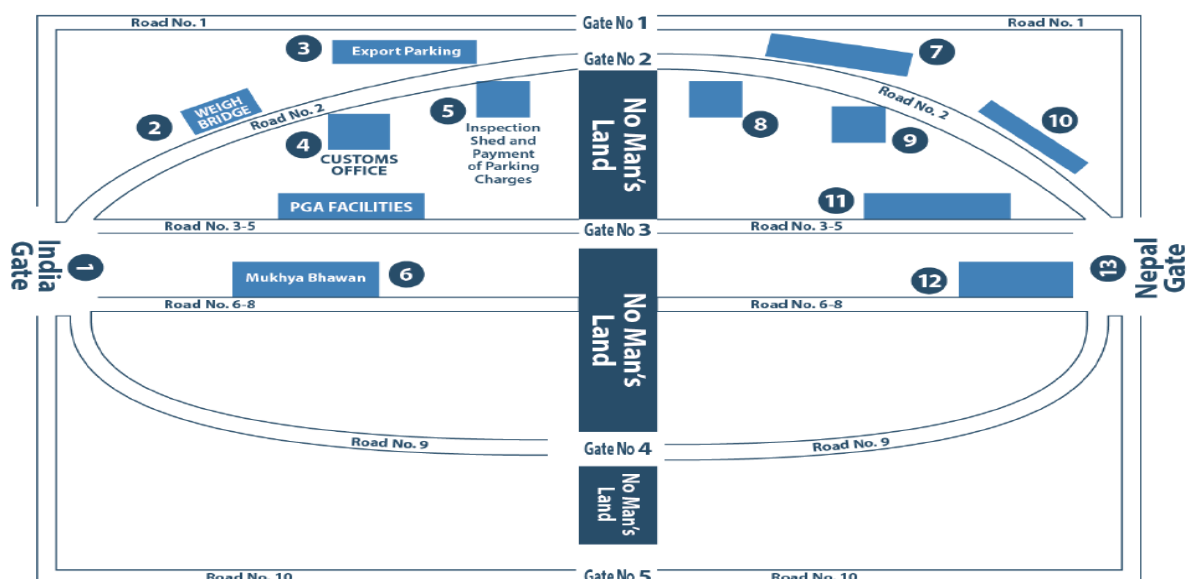 Road No. 1
Gate No 1
Road No. 1
3
Export Parking
Gate No 2
7
WEIGH
BRIDGE
2
Road No. 2
4
CUSTOMS
OFFICE
5
Inspection
Shed and
Payment
of Parking
Charges
No Man's
Land
8
9
Road No. 2
10
PGA FACILITIES
11
Road No. 3-5
Gate No 3
Road No. 3-5
India
Gate
1
Mukhya Bhawan
6
No Man's
Land
12
13
Nepal
Gate
Road No. 6-8
Road No. 6-8
Road No. 9
Gate No 4
Road No. 9
No Man's
Land
Road No. 10
Gate No 5
Road No. 10